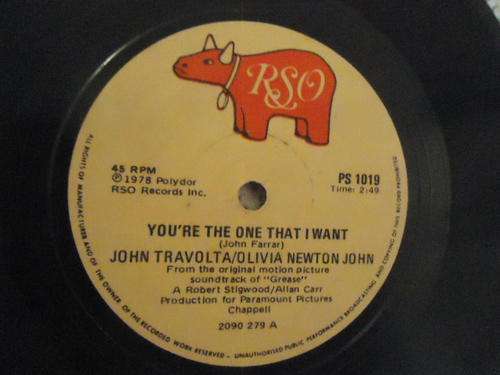 RSO
45 RPM
℗ 1978 Polydor
RSO Records Inc.
PS 1019
Time: 2:49
YOU'RE THE ONE THAT I WANT
(John Farrar)
JOHN TRAVOLTA/OLIVIA NEWTON JOHN
From the original motion picture
soundtrack of "Grease"
A Robert Stigwood/Allan Carr
Production for Paramount Pictures
Chappell
2090 279 A
ALL RIGHTS OF MANUFACTURER AND OF THE OWNER OF THE RECORDED WORK RESERVED - UNAUTHORISED PUBLIC PERFORMANCE BROADCASTING AND COPYING OF THIS RECORD PROHIBITED